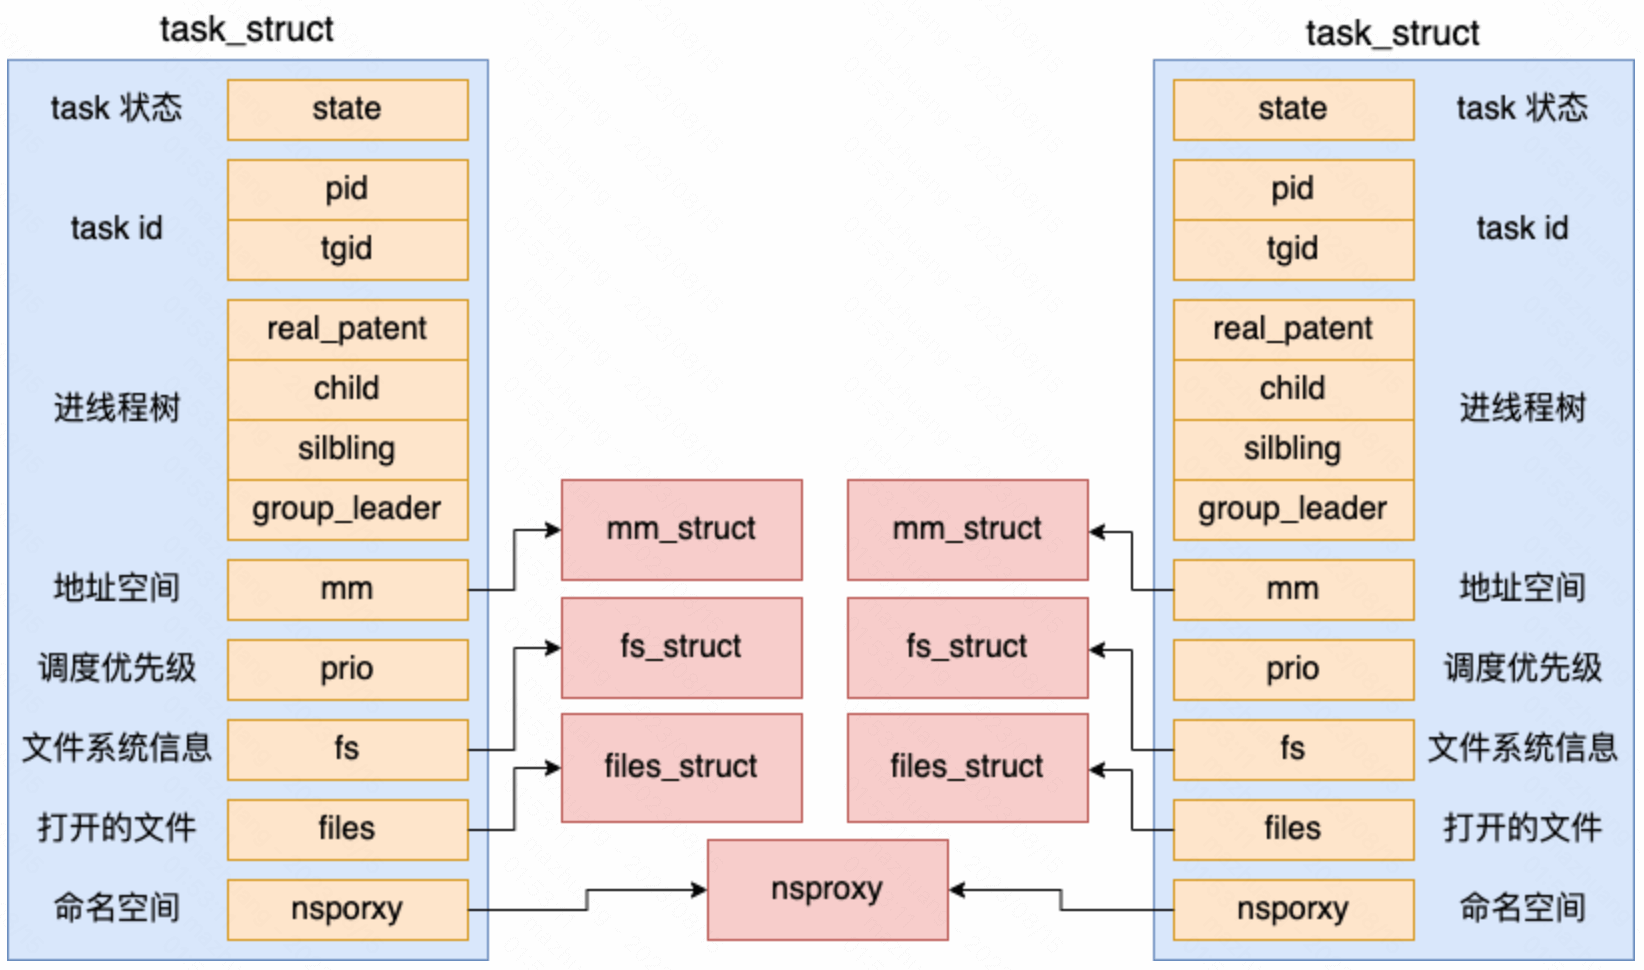 task_struct
task 状态
state
task id
pid
tgid
进线程树
real_patent
child
silbling
group_leader
地址空间
mm
调度优先级
prio
文件系统信息
fs
打开的文件
files
命名空间
nsporxy
mm_struct
mm_struct
fs_struct
fs_struct
files_struct
files_struct
nsproxy
task_struct
state
task 状态
pid
tgid
task id
real_patent
child
silbling
group_leader
进线程树
mm
地址空间
prio
调度优先级
fs
文件系统信息
files
打开的文件
nsporxy
命名空间